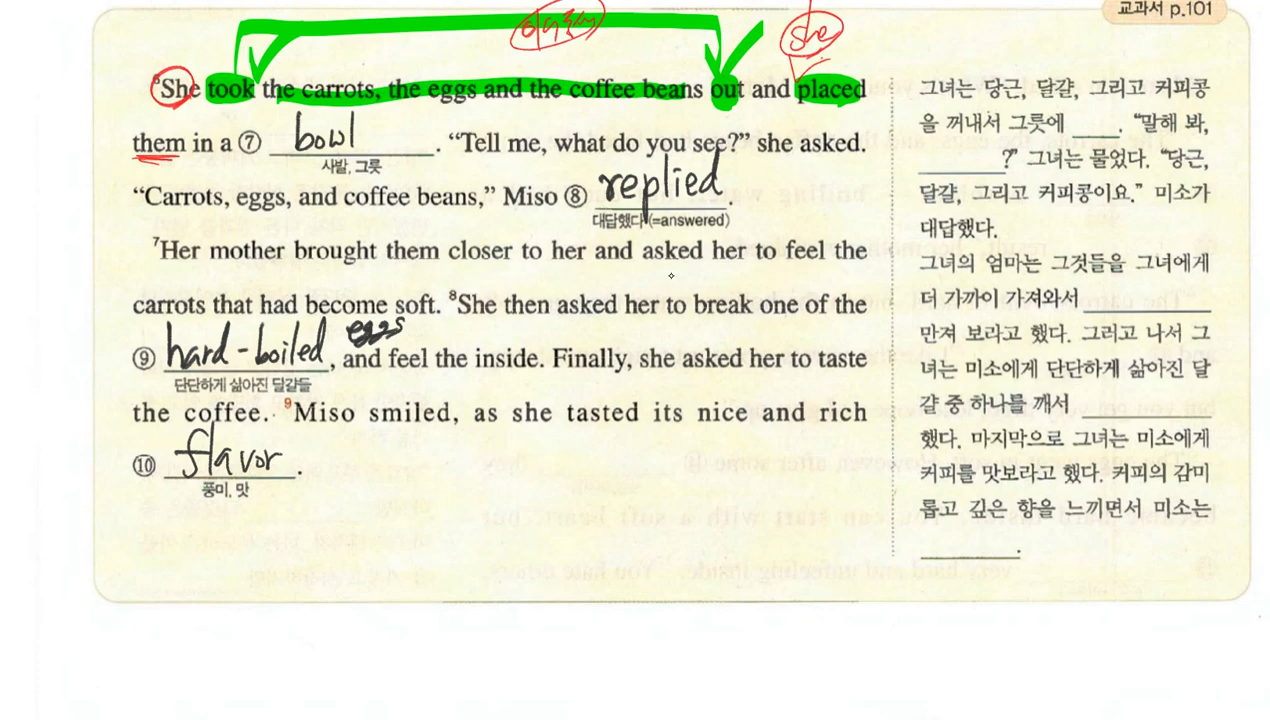 교과서 p.101
이어동사
she
⁶She took the carrots, the eggs and the coffee beans out and placed
them in a ⑦ bowl. "Tell me, what do you see?" she asked.
사발, 그릇
"Carrots, eggs, and coffee beans," Miso ⑧ replied.
대답했다(=answered)
⁷Her mother brought them closer to her and asked her to feel the
carrots that had become soft. ⁸She then asked her to break one of the
⑨ hard-boiled eggs, and feel the inside. Finally, she asked her to taste
단단하게 삶아진 달걀들
the coffee. ⁹Miso smiled, as she tasted its nice and rich
⑩ flavor.
풍미, 맛
그녀는 당근, 달걀, 그리고 커피콩
을 꺼내서 그릇에 ____. "말해 봐,
____?" 그녀는 물었다. "당근,
달걀, 그리고 커피콩이요." 미소가
대답했다.
그녀의 엄마는 그것들을 그녀에게
더 가까이 가져와서 ____
만져 보라고 했다. 그리고 나서 그
녀는 미소에게 단단하게 삶아진 달
걀 중 하나를 깨서 ____
했다. 마지막으로 그녀는 미소에게
커피를 맛보라고 했다. 커피의 감미
롭고 깊은 향을 느끼면서 미소는
____.